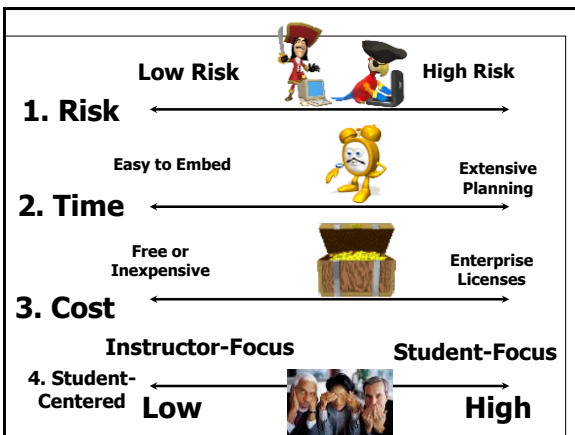 Low Risk
High Risk
1. Risk
Easy to Embed
Extensive
Planning
2. Time
Free or
Inexpensive
Enterprise
Licenses
3. Cost
Instructor-Focus
Student-Focus
4. Student-
Centered
Low
High